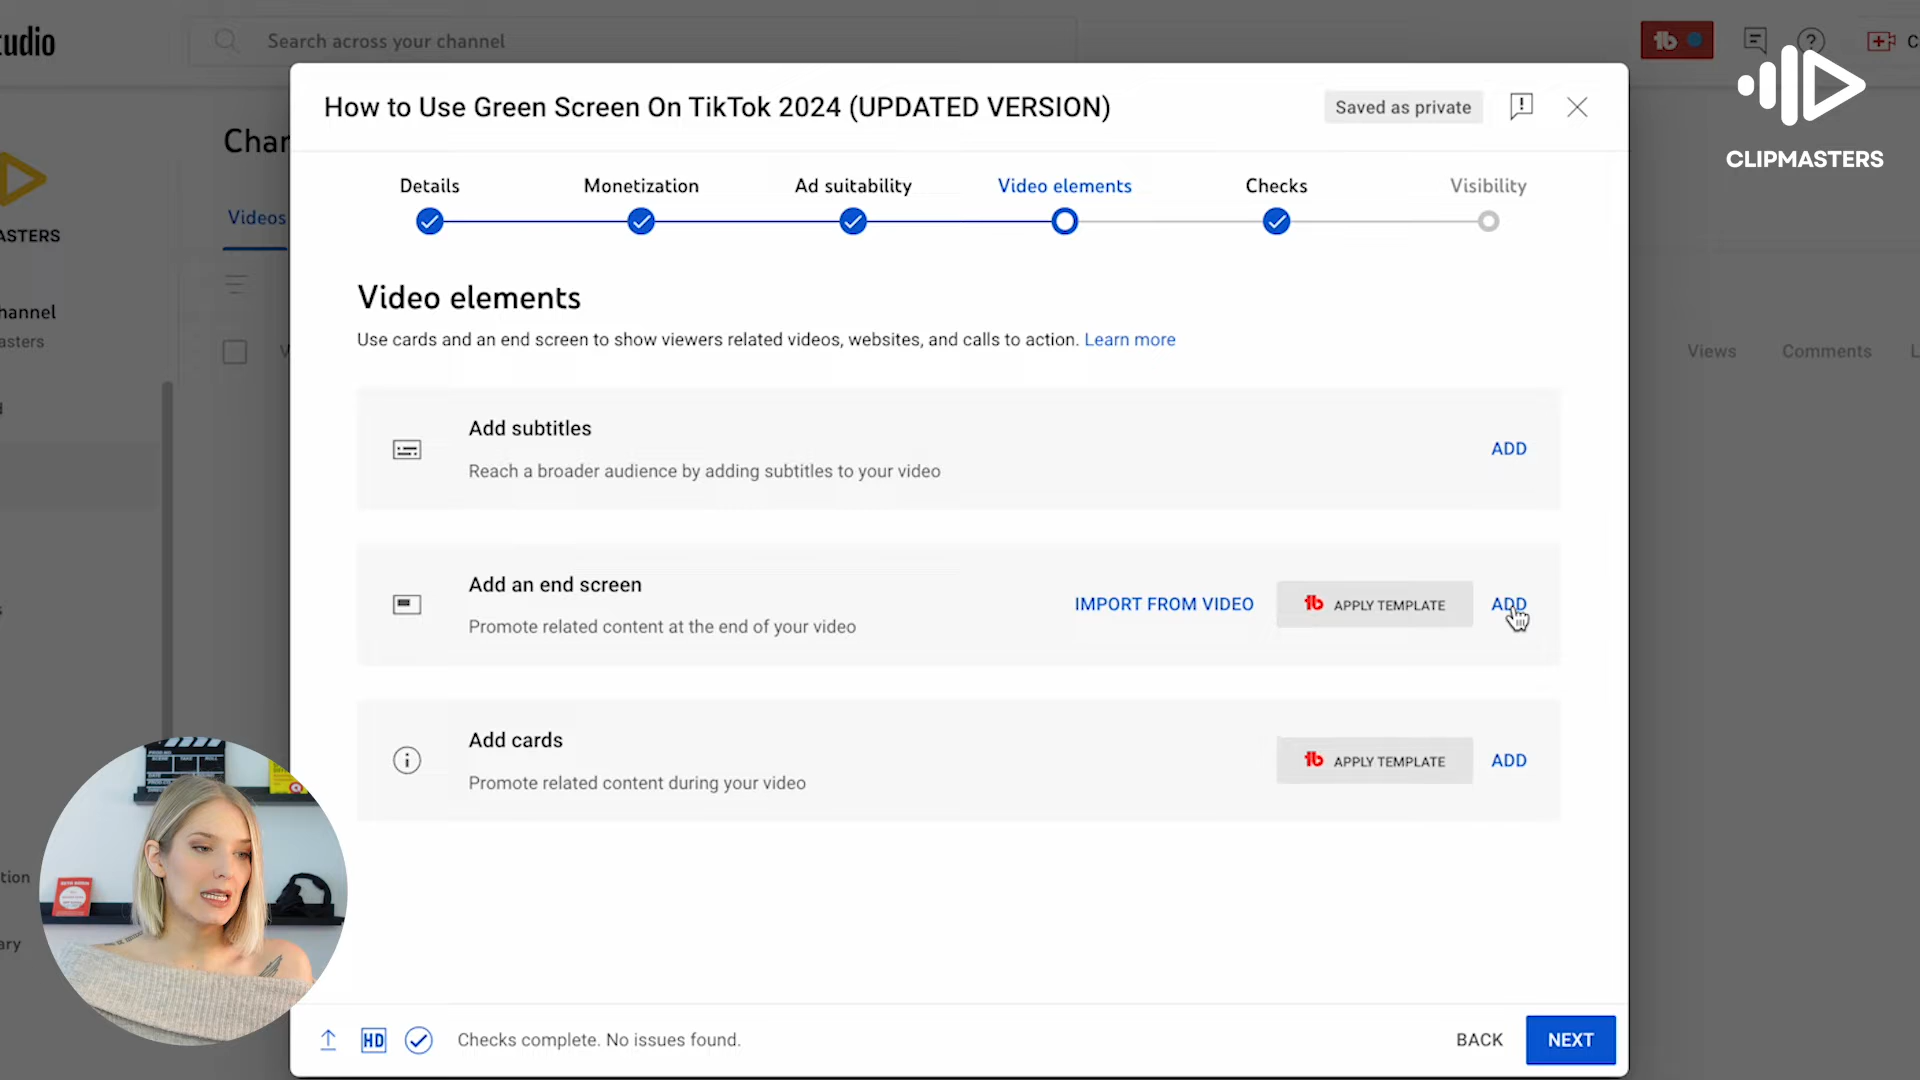 tudio
Search across your channel
CLIPMASTERS
How to Use Green Screen On TikTok 2024 (UPDATED VERSION)
Saved as private
Chan
Details
Monetization
Ad suitability
Video elements
Checks
Visibility
Videos
ASTERS
Video elements
hannel
asters
Use cards and an end screen to show viewers related videos, websites, and calls to action. Learn more
Views
Comments
Add subtitles
Reach a broader audience by adding subtitles to your video
ADD
Add an end screen
Promote related content at the end of your video
IMPORT FROM VIDEO
APPLY TEMPLATE
ADD
Add cards
Promote related content during your video
APPLY TEMPLATE
ADD
tion
ary
HD
Checks complete. No issues found.
BACK
NEXT